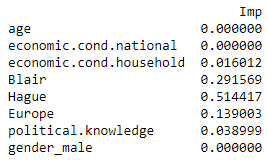 Imp
age 0.000000
economic.cond.national 0.000000
economic.cond.household 0.016012
Blair 0.291569
Hague 0.514417
Europe 0.139003
political.knowledge 0.038999
gender_male 0.000000